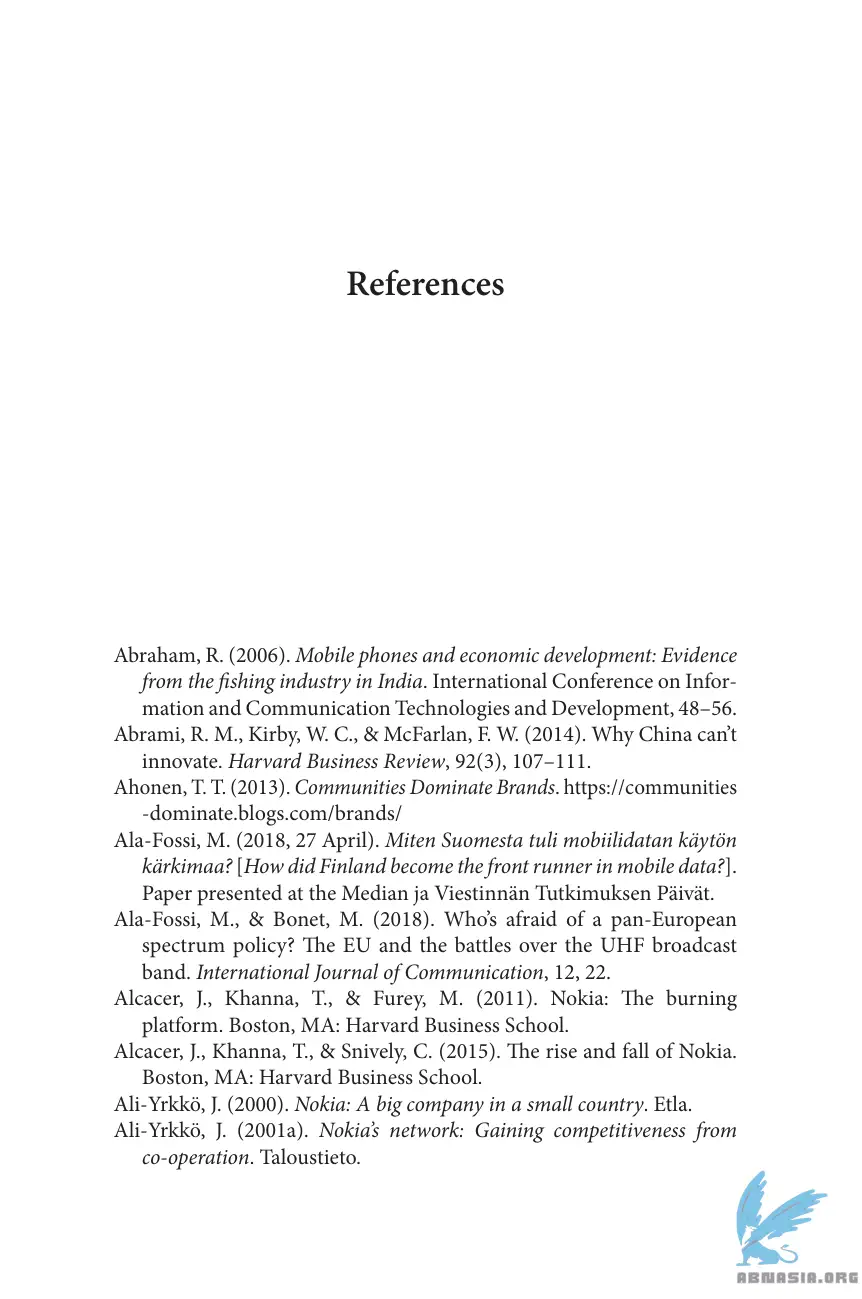 References
Abraham, R. (2006). Mobile phones and economic development: Evidence
from the fishing industry in India. International Conference on Infor-
mation and Communication Technologies and Development, 48–56.
Abrami, R. M., Kirby, W. C., & McFarlan, F. W. (2014). Why China can’t
innovate. Harvard Business Review, 92(3), 107–111.
Ahonen, T. T. (2013). Communities Dominate Brands. https://communities
-dominate.blogs.com/brands/
Ala-Fossi, M. (2018, 27 April). Miten Suomesta tuli mobiilidatan käytön
kärkimaa? [How did Finland become the front runner in mobile data?].
Paper presented at the Median ja Viestinnän Tutkimuksen Päivät.
Ala-Fossi, M., & Bonet, M. (2018). Who’s afraid of a pan-European
spectrum policy? The EU and the battles over the UHF broadcast
band. International Journal of Communication, 12, 22.
Alcacer, J., Khanna, T., & Furey, M. (2011). Nokia: The burning
platform. Boston, MA: Harvard Business School.
Alcacer, J., Khanna, T., & Snively, C. (2015). The rise and fall of Nokia.
Boston, MA: Harvard Business School.
Ali-Yrkkö, J. (2000). Nokia: A big company in a small country. Etla.
Ali-Yrkkö, J. (2001a). Nokia’s network: Gaining competitiveness from
co-operation. Taloustieto.
ABNASIA.ORG